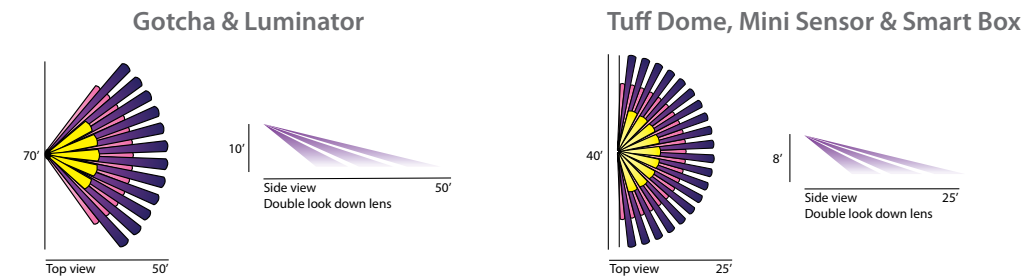 Gotcha & Luminator
70'
Top view 50'
10'
Side view 50'
Double look down lens
Tuff Dome, Mini Sensor & Smart Box
40'
Top view 25'
8'
Side view 25'
Double look down lens